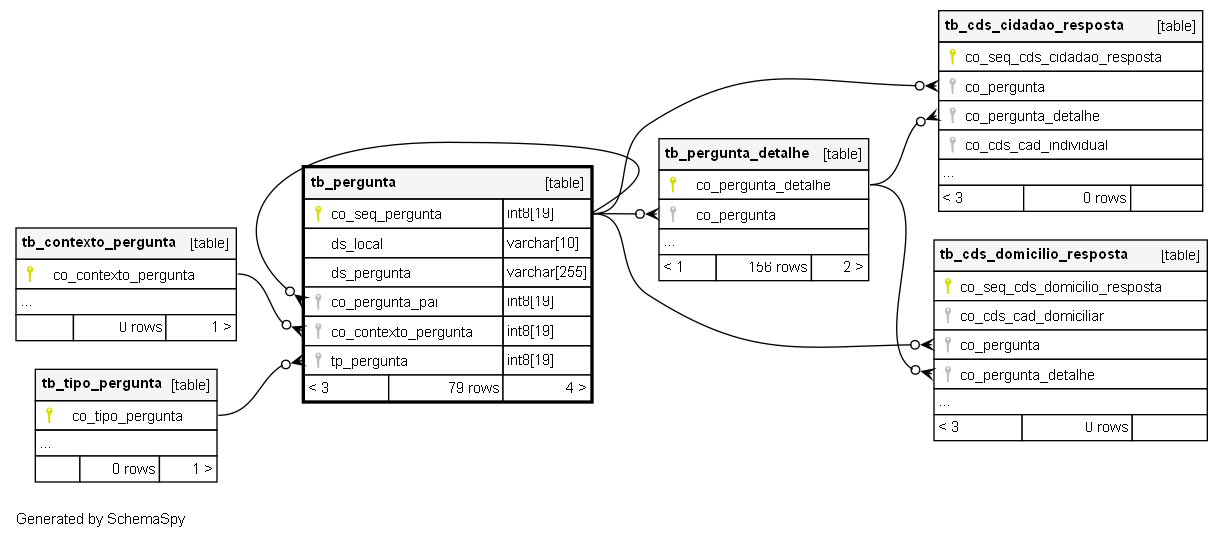 tb_cds_cidadao_resposta [table]
co_seq_cds_cidadao_resposta
co_pergunta
co_pergunta_detalhe
co_cds_cad_individual
...
< 3 0 rows
tb_pergunta_detalhe [table]
co_pergunta_detalhe
co_pergunta
...
< 1 156 rows 2 >
tb_pergunta [table]
co_seq_pergunta int8[19]
ds_local varchar[10]
ds_pergunta varchar[255]
co_pergunta_pai int8[19]
co_contexto_pergunta int8[19]
tp_pergunta int8[19]
< 3 79 rows 4 >
tb_contexto_pergunta [table]
co_contexto_pergunta
...
0 rows 1 >
tb_cds_domicilio_resposta [table]
co_seq_cds_domicilio_resposta
co_cds_cad_domiciliar
co_pergunta
co_pergunta_detalhe
...
< 3 0 rows
tb_tipo_pergunta [table]
co_tipo_pergunta
...
0 rows 1 >
Generated by SchemaSpy